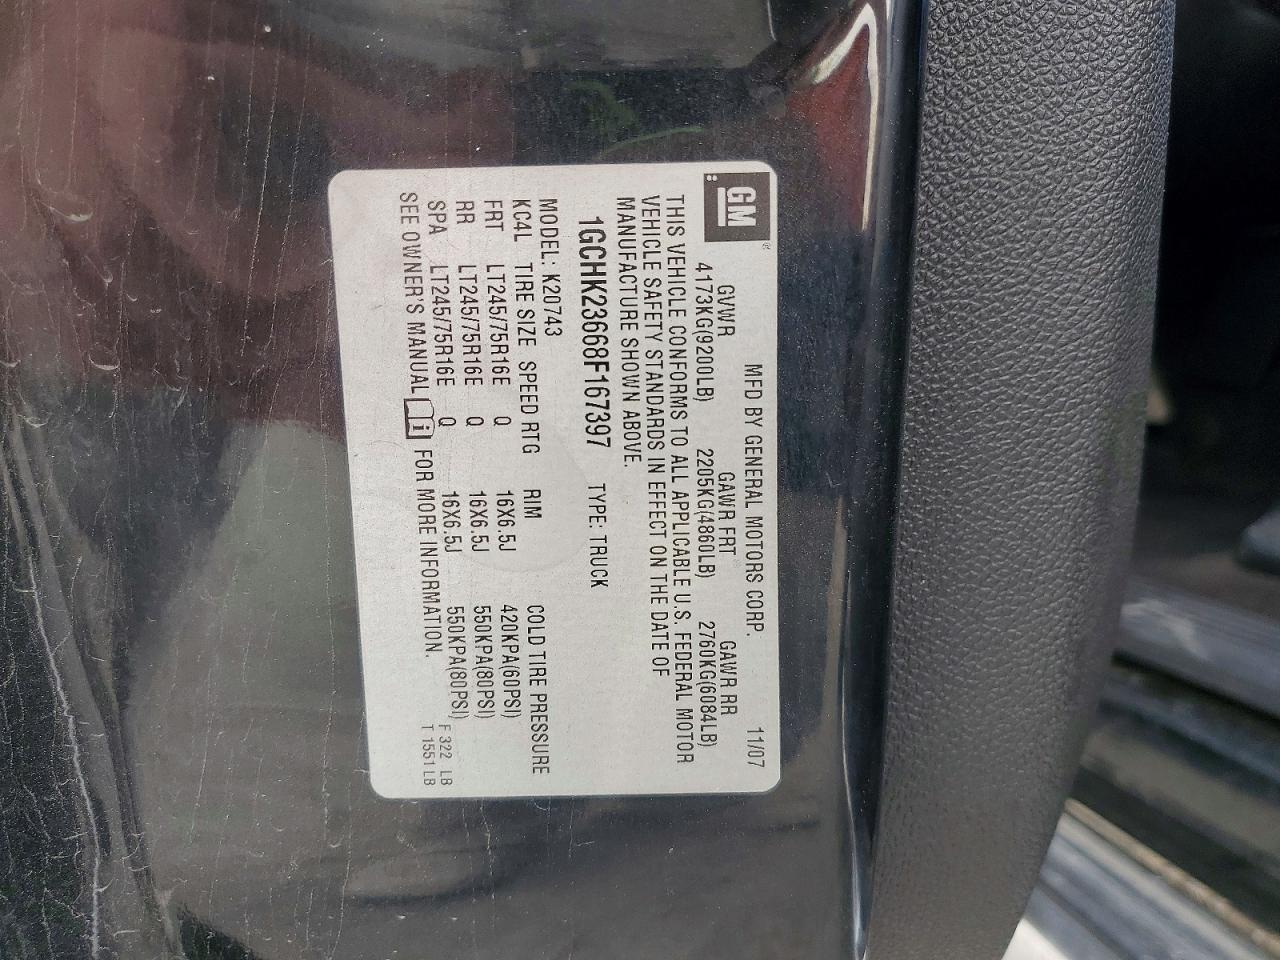 GM ®
MFD BY GENERAL MOTORS CORP. 11/07
GVWR GAWR FRT GAWR RR
4173KG(9200LB) 2205KG(4860LB) 2760KG(6084LB)
THIS VEHICLE CONFORMS TO ALL APPLICABLE U.S. FEDERAL MOTOR
VEHICLE SAFETY STANDARDS IN EFFECT ON THE DATE OF
MANUFACTURE SHOWN ABOVE.
1GCHK23668F167397 TYPE: TRUCK
MODEL: K20743
KC4L TIRE SIZE SPEED RTG RIM COLD TIRE PRESSURE
FRT LT245/75R16E Q 16X6.5J 420KPA(60PSI)
RR LT245/75R16E Q 16X6.5J 550KPA(80PSI)
SPA LT245/75R16E Q 16X6.5J 550KPA(80PSI) F 322 LB
SEE OWNER'S MANUAL i FOR MORE INFORMATION. T 1551 LB